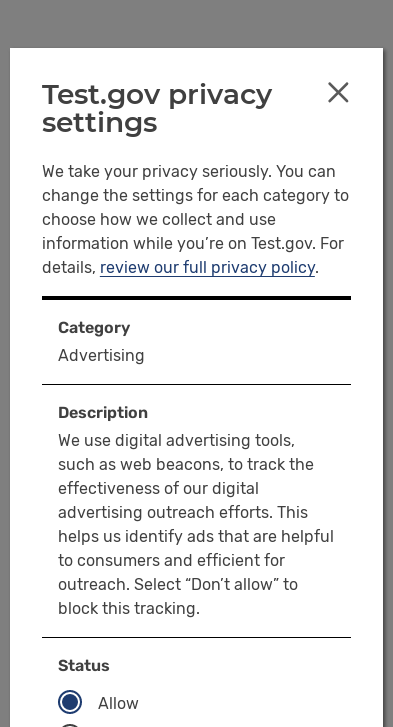 Test.gov privacy
settings
We take your privacy seriously. You can
change the settings for each category to
choose how we collect and use
information while you’re on Test.gov. For
details, review our full privacy policy.
Category
Advertising
Description
We use digital advertising tools,
such as web beacons, to track the
effectiveness of our digital
advertising outreach efforts. This
helps us identify ads that are helpful
to consumers and efficient for
outreach. Select “Don’t allow” to
block this tracking.
Status
Allow